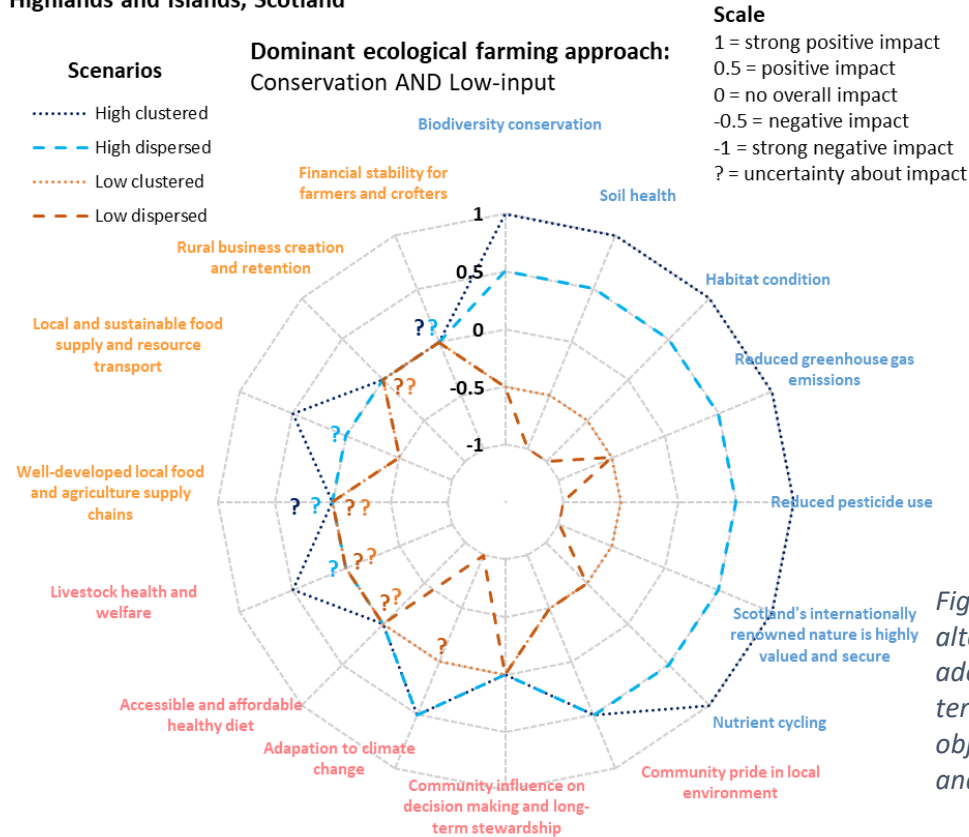 Highlands and Islands, Scotland
Scale
1 = strong positive impact
0.5 = positive impact
0 = no overall impact
-0.5 = negative impact
-1 = strong negative impact
? = uncertainty about impact
Dominant ecological farming approach:
Conservation AND Low-input
Scenarios
High clustered
High dispersed
Low clustered
Low dispersed
Biodiversity conservation
Financial stability for
farmers and crofters
Soil health
Rural business creation
and retention
Habitat condition
Local and sustainable food
supply and resource
transport
Reduced greenhouse gas
emissions
Well-developed local food
and agriculture supply
chains
Reduced pesticide use
Livestock health and
welfare
Scotland's internationally
renowned nature is highly
valued and secure
Accessible and affordable
healthy diet
Nutrient cycling
Adapation to climate
change
Community pride in local
environment
Community influence on
decision making and long-
term stewardship
1
0.5
0
-0.5
-1
? ?
? ?
?
? ? ? ?
? ? ?
? ?
?
Fig
alt
ado
ter
obj
and